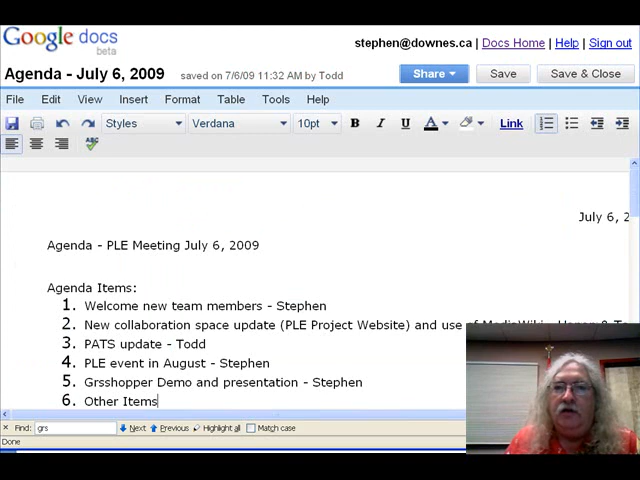 Google docs
beta
stephen@downes.ca | Docs Home | Help | Sign out
Agenda - July 6, 2009 saved on 7/6/09 11:32 AM by Todd Share Save Save & Close
File Edit View Insert Format Table Tools Help
Styles Verdana 10pt B I U A Link
July 6, 2
Agenda - PLE Meeting July 6, 2009
Agenda Items:
1. Welcome new team members - Stephen
2. New collaboration space update (PLE Project Website) and use of MediaWiki
3. PATS update - Todd
4. PLE event in August - Stephen
5. Grsshopper Demo and presentation - Stephen
6. Other Items
Find: grs Next Previous Highlight all Match case
Done